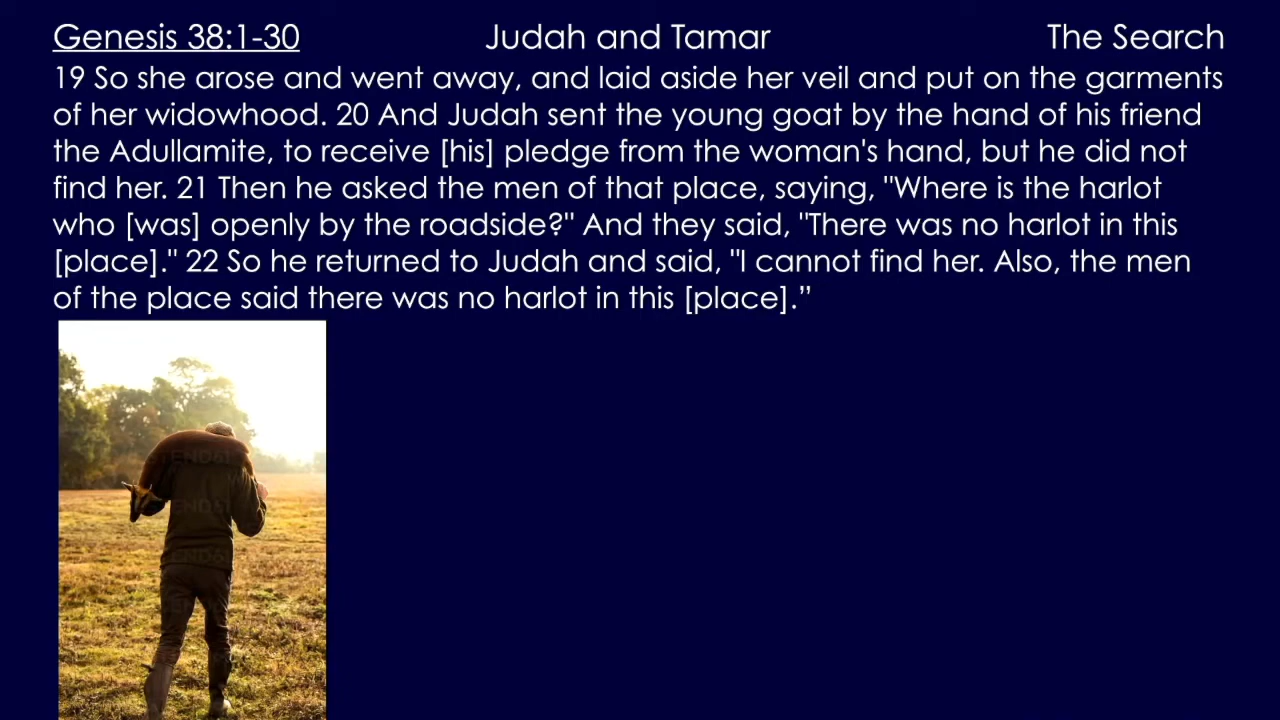 Genesis 38:1-30 Judah and Tamar The Search
19 So she arose and went away, and laid aside her veil and put on the garments
of her widowhood. 20 And Judah sent the young goat by the hand of his friend
the Adullamite, to receive [his] pledge from the woman's hand, but he did not
find her. 21 Then he asked the men of that place, saying, "Where is the harlot
who [was] openly by the roadside?" And they said, "There was no harlot in this
[place]." 22 So he returned to Judah and said, "I cannot find her. Also, the men
of the place said there was no harlot in this [place].”